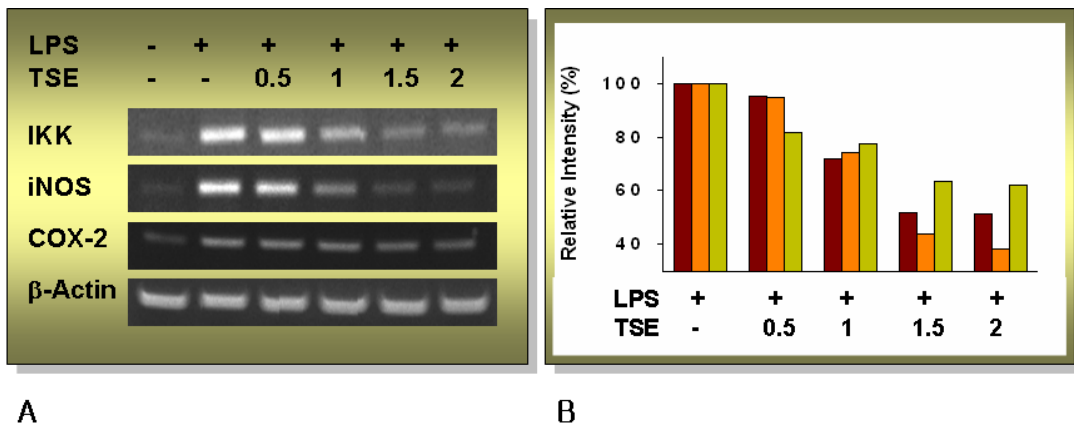 LPS - + + + + +
TSE - - 0.5 1 1.5 2
IKK
iNOS
COX-2
β-Actin
A
Relative Intensity (%)
100
80
60
40
LPS + + + + +
TSE - 0.5 1 1.5 2
B